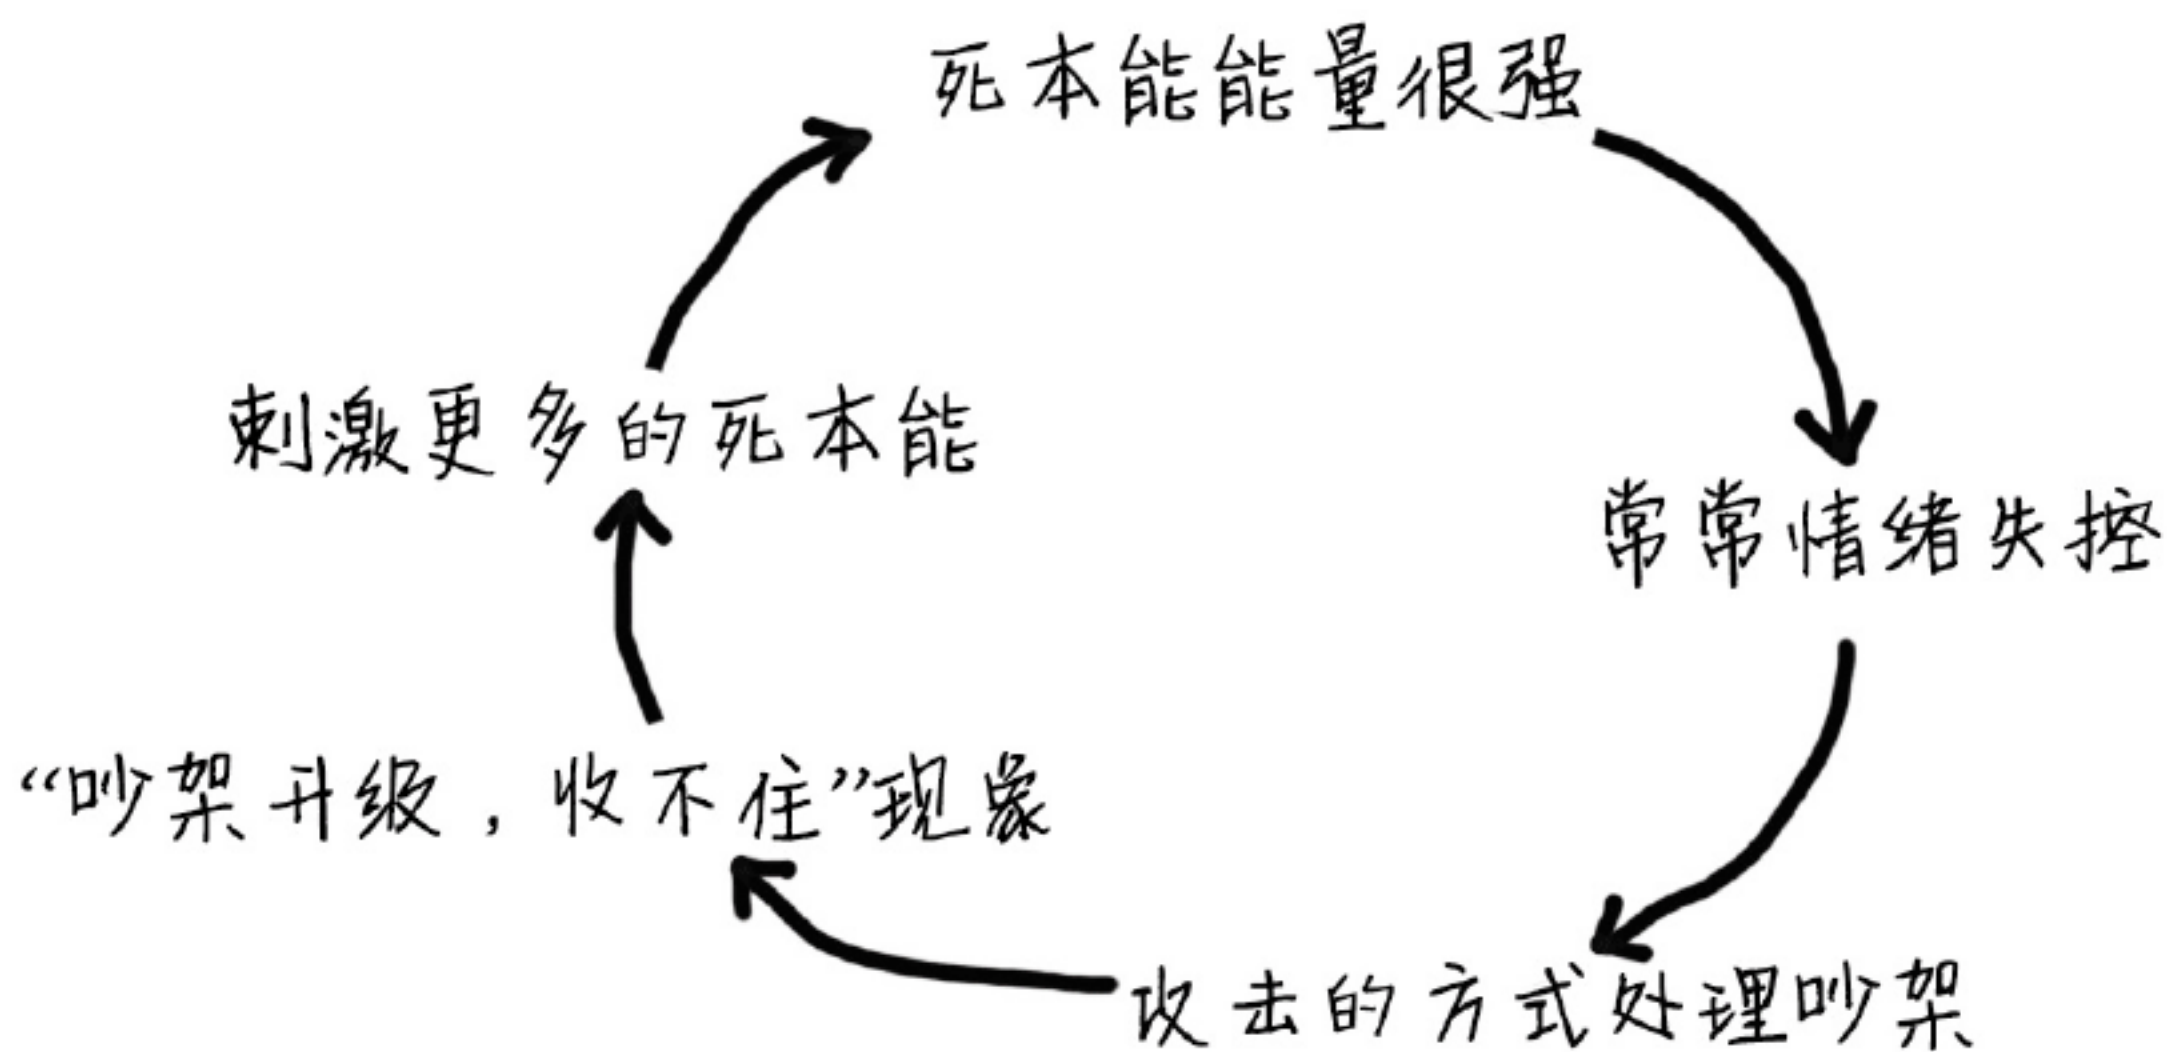 死本能能量很强
常常情绪失控
攻击的方式处理吵架
“吵架升级，收不住”现象
刺激更多的死本能